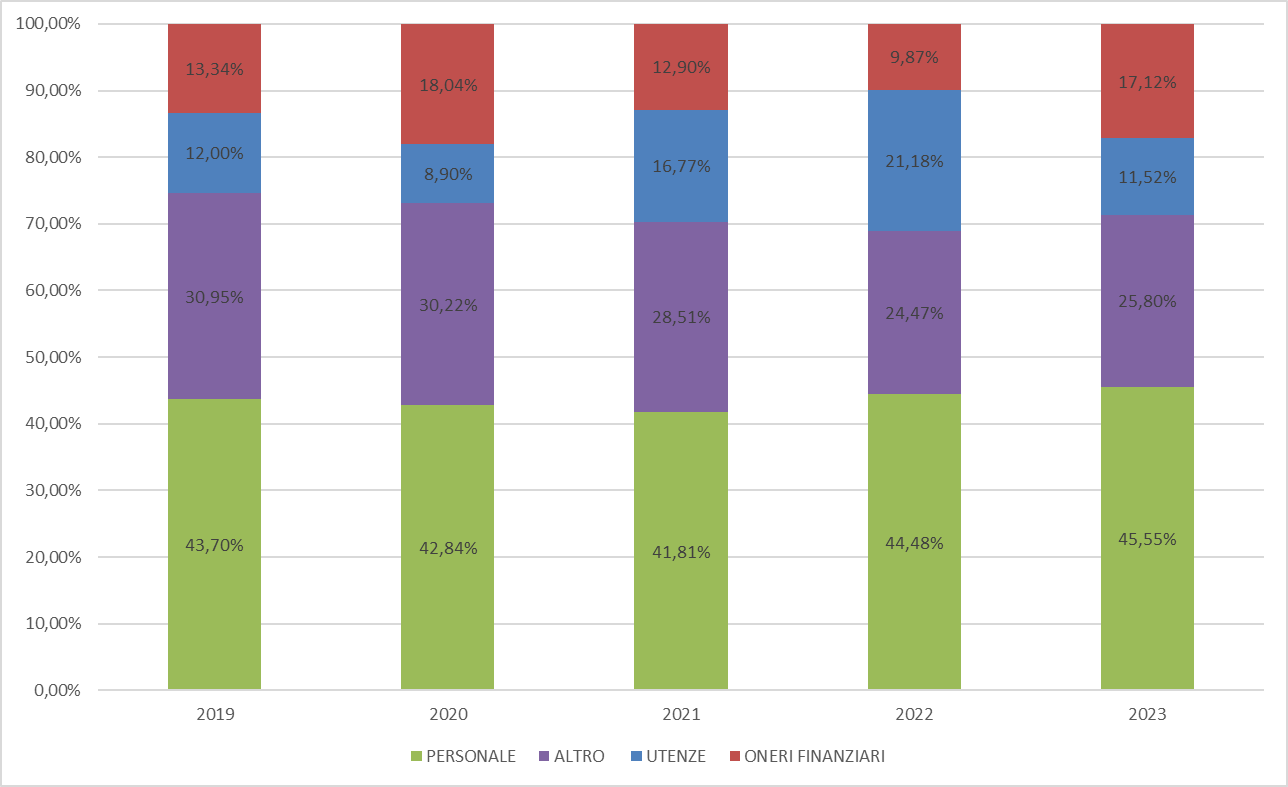 100,00%
90,00%
80,00%
70,00%
60,00%
50,00%
40,00%
30,00%
20,00%
10,00%
0,00%
13,34% 18,04% 12,90% 9,87% 17,12%
12,00% 8,90% 16,77% 21,18% 11,52%
30,95% 30,22% 28,51% 24,47% 25,80%
43,70% 42,84% 41,81% 44,48% 45,55%
2019 2020 2021 2022 2023
PERSONALE ALTRO UTENZE ONERI FINANZIARI